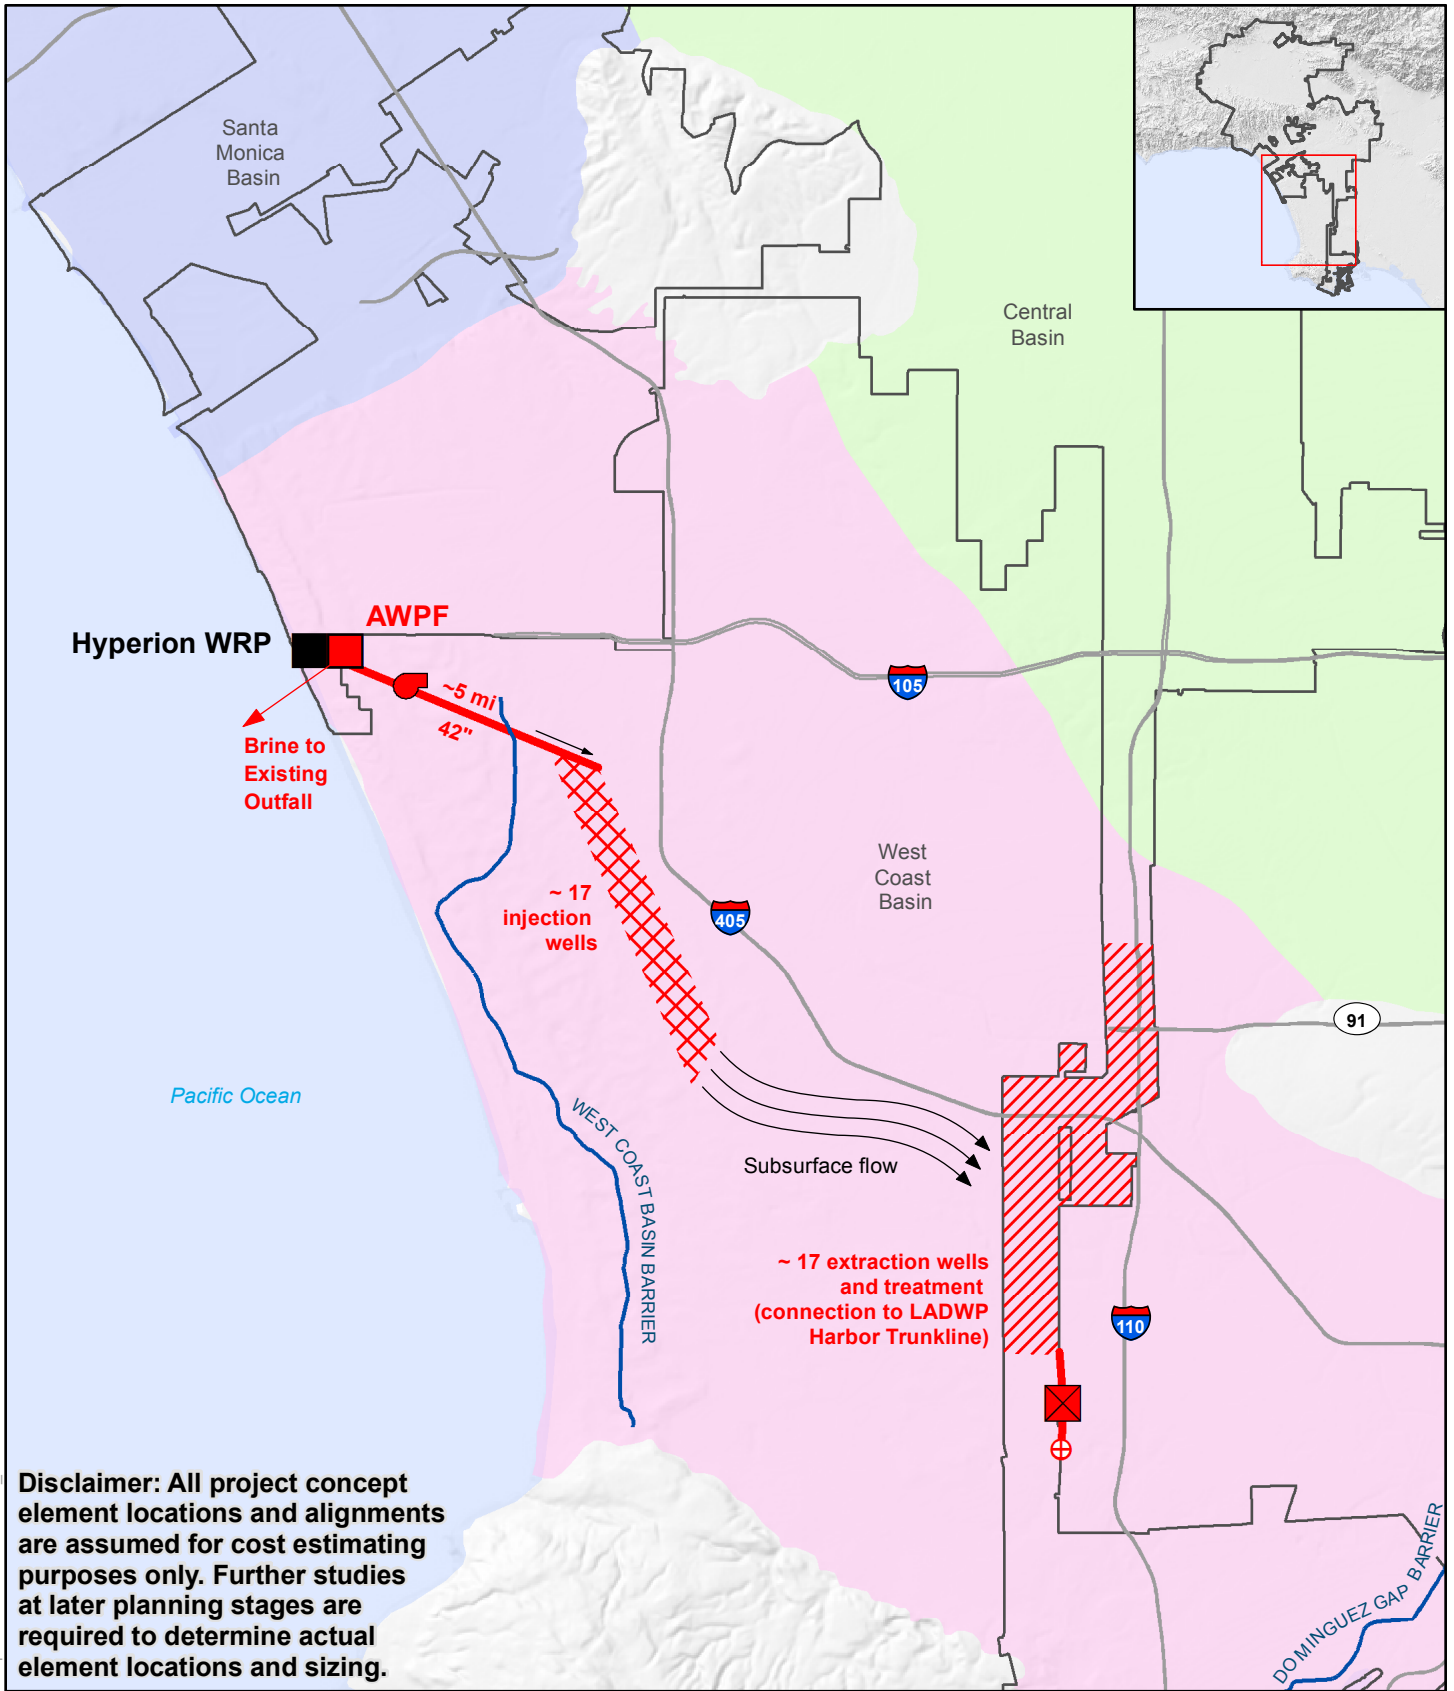 Santa
Monica
Basin
Central
Basin
AWPF
Hyperion WRP
~5 mi
42"
105
Brine to
Existing
Outfall
West
Coast
Basin
~ 17
injection
wells
405
91
Pacific Ocean
WEST COAST BASIN BARRIER
Subsurface flow
~ 17 extraction wells
and treatment
(connection to LADWP
Harbor Trunkline)
110
Disclaimer: All project concept
element locations and alignments
are assumed for cost estimating
purposes only. Further studies
at later planning stages are
required to determine actual
element locations and sizing.
DOMINGUEZ GAP BARRIER